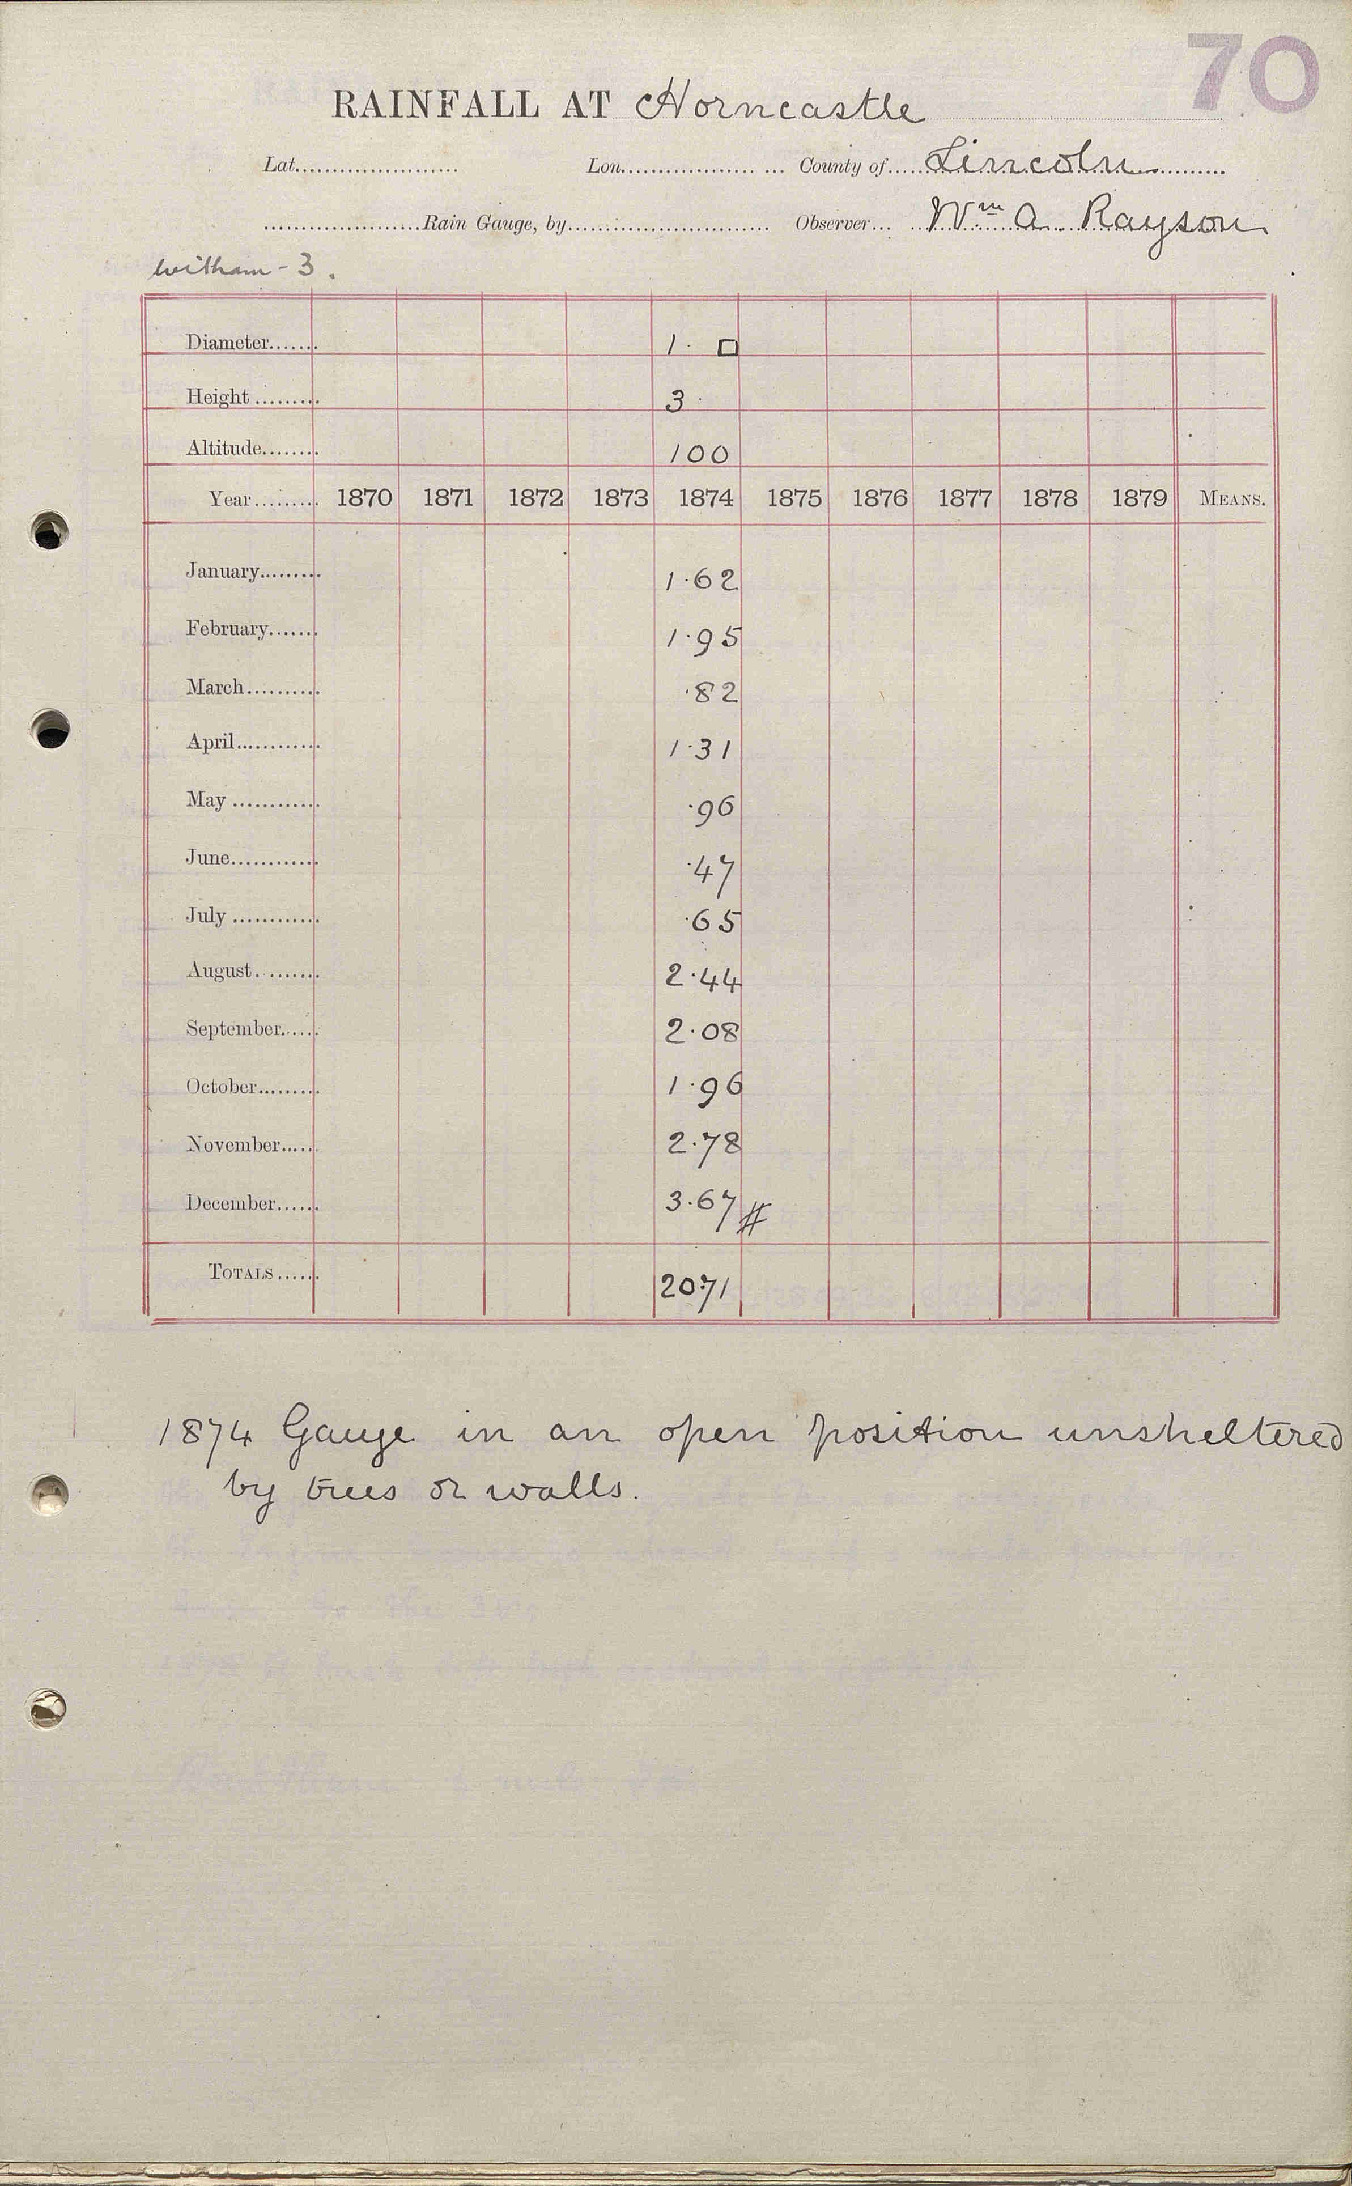 70
RAINFALL AT Horncastle
Lat...................... Lon................... ... County of.....Lincoln...........
......................Rain Gauge, by............................ Observer... Wm A Rayson
Witham - 3.
Diameter....... 1. □
Height ......... 3
Altitude........ 100
Year......... 1870 1871 1872 1873 1874 1875 1876 1877 1878 1879 MEANS.
January......... 1.62
February....... 1.95
March.......... .82
April............ 1.31
May ............ .96
June............ .47
July ............ .65
August......... 2.44
September...... 2.08
October......... 1.96
November...... 2.78
December...... 3.67 #
TOTALS...... 20.71
1874 Gauge in an open position unsheltered
by trees or walls.